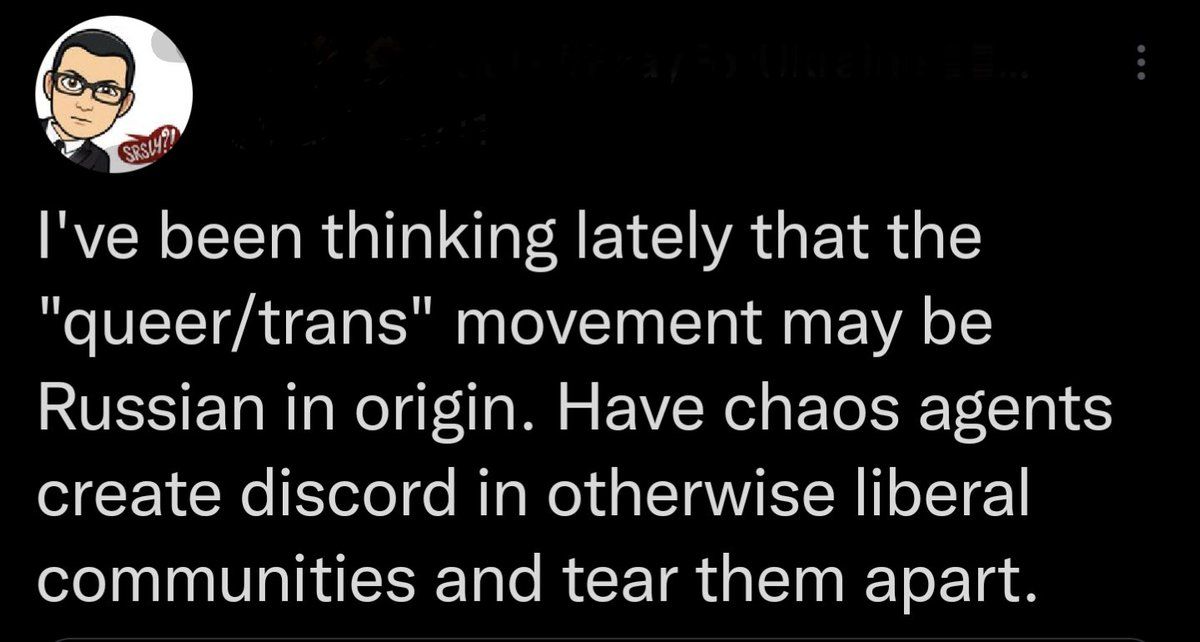 SRSLY?!
I've been thinking lately that the
"queer/trans" movement may be
Russian in origin. Have chaos agents
create discord in otherwise liberal
communities and tear them apart.